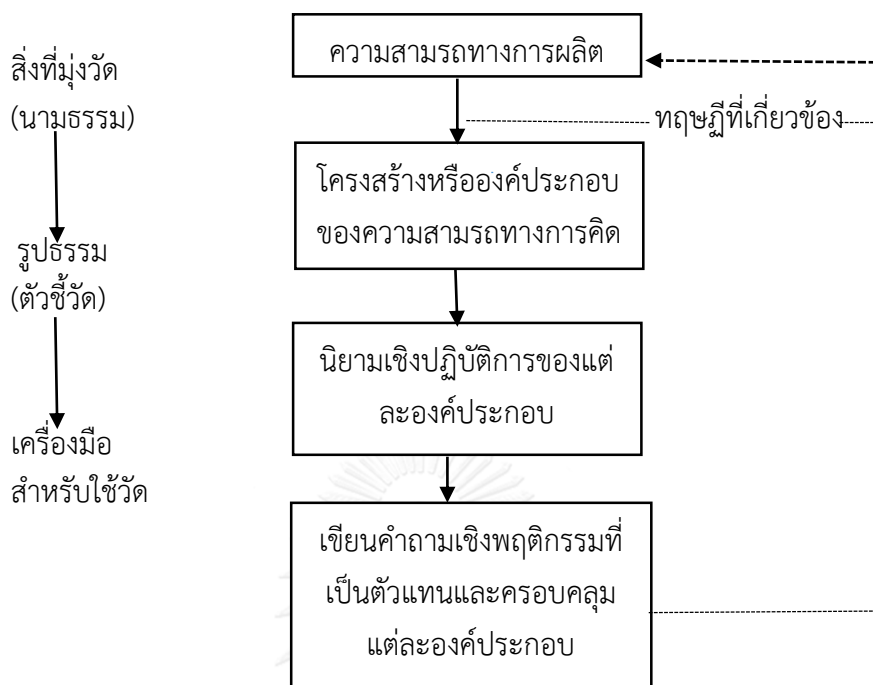 สิ่งที่มุ่งวัด
(นามธรรม)
รูปธรรม
(ตัวชี้วัด)
เครื่องมือ
สำหรับใช้วัด
ความสามรถทางการผลิต
ทฤษฏีที่เกี่ยวข้อง
โครงสร้างหรือองค์ประกอบ
ของความสามรถทางการคิด
นิยามเชิงปฏิบัติการของแต่
ละองค์ประกอบ
เขียนคำถามเชิงพฤติกรรมที่
เป็นตัวแทนและครอบคลุม
แต่ละองค์ประกอบ